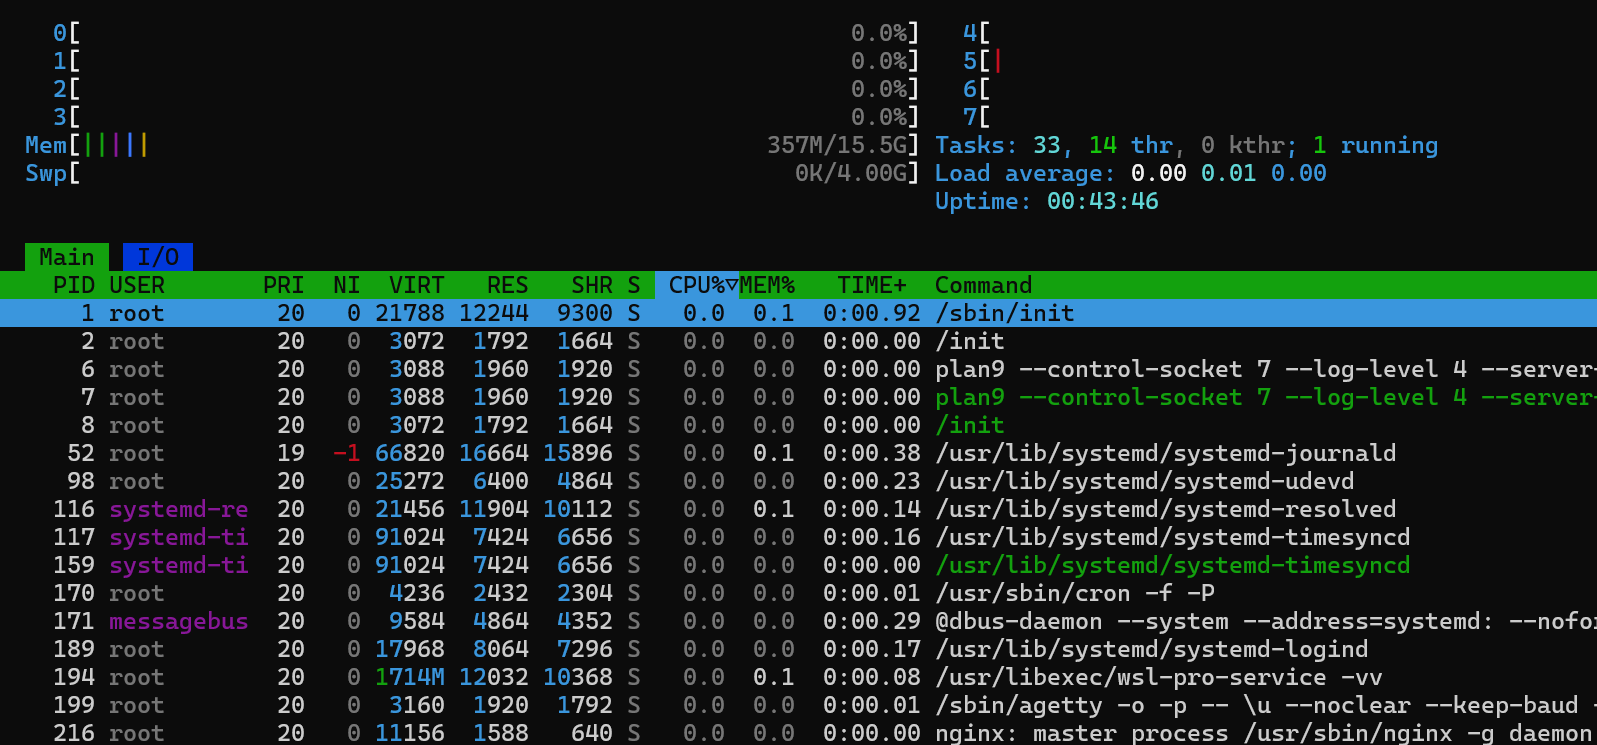 0[ 0.0%] 4[
1[ 0.0%] 5[|
2[ 0.0%] 6[
3[ 0.0%] 7[
Mem[||||| 357M/15.5G] Tasks: 33, 14 thr, 0 kthr; 1 running
Swp[ 0K/4.00G] Load average: 0.00 0.01 0.00
Uptime: 00:43:46
Main I/O
PID USER PRI NI VIRT RES SHR S CPU%▽MEM% TIME+ Command
1 root 20 0 21788 12244 9300 S 0.0 0.1 0:00.92 /sbin/init
2 root 20 0 3072 1792 1664 S 0.0 0.0 0:00.00 /init
6 root 20 0 3088 1960 1920 S 0.0 0.0 0:00.00 plan9 --control-socket 7 --log-level 4 --server-
7 root 20 0 3088 1960 1920 S 0.0 0.0 0:00.00 plan9 --control-socket 7 --log-level 4 --server-
8 root 20 0 3072 1792 1664 S 0.0 0.0 0:00.00 /init
52 root 19 -1 66820 16664 15896 S 0.0 0.1 0:00.38 /usr/lib/systemd/systemd-journald
98 root 20 0 25272 6400 4864 S 0.0 0.0 0:00.23 /usr/lib/systemd/systemd-udevd
116 systemd-re 20 0 21456 11904 10112 S 0.0 0.1 0:00.14 /usr/lib/systemd/systemd-resolved
117 systemd-ti 20 0 91024 7424 6656 S 0.0 0.0 0:00.16 /usr/lib/systemd/systemd-timesyncd
159 systemd-ti 20 0 91024 7424 6656 S 0.0 0.0 0:00.00 /usr/lib/systemd/systemd-timesyncd
170 root 20 0 4236 2432 2304 S 0.0 0.0 0:00.01 /usr/sbin/cron -f -P
171 messagebus 20 0 9584 4864 4352 S 0.0 0.0 0:00.29 @dbus-daemon --system --address=systemd: --nofor
189 root 20 0 17968 8064 7296 S 0.0 0.0 0:00.17 /usr/lib/systemd/systemd-logind
194 root 20 0 1714M 12032 10368 S 0.0 0.1 0:00.08 /usr/libexec/wsl-pro-service -vv
199 root 20 0 3160 1920 1792 S 0.0 0.0 0:00.01 /sbin/agetty -o -p -- \u --noclear --keep-baud -
216 root 20 0 11156 1588 640 S 0.0 0.0 0:00.00 nginx: master process /usr/sbin/nginx -g daemon